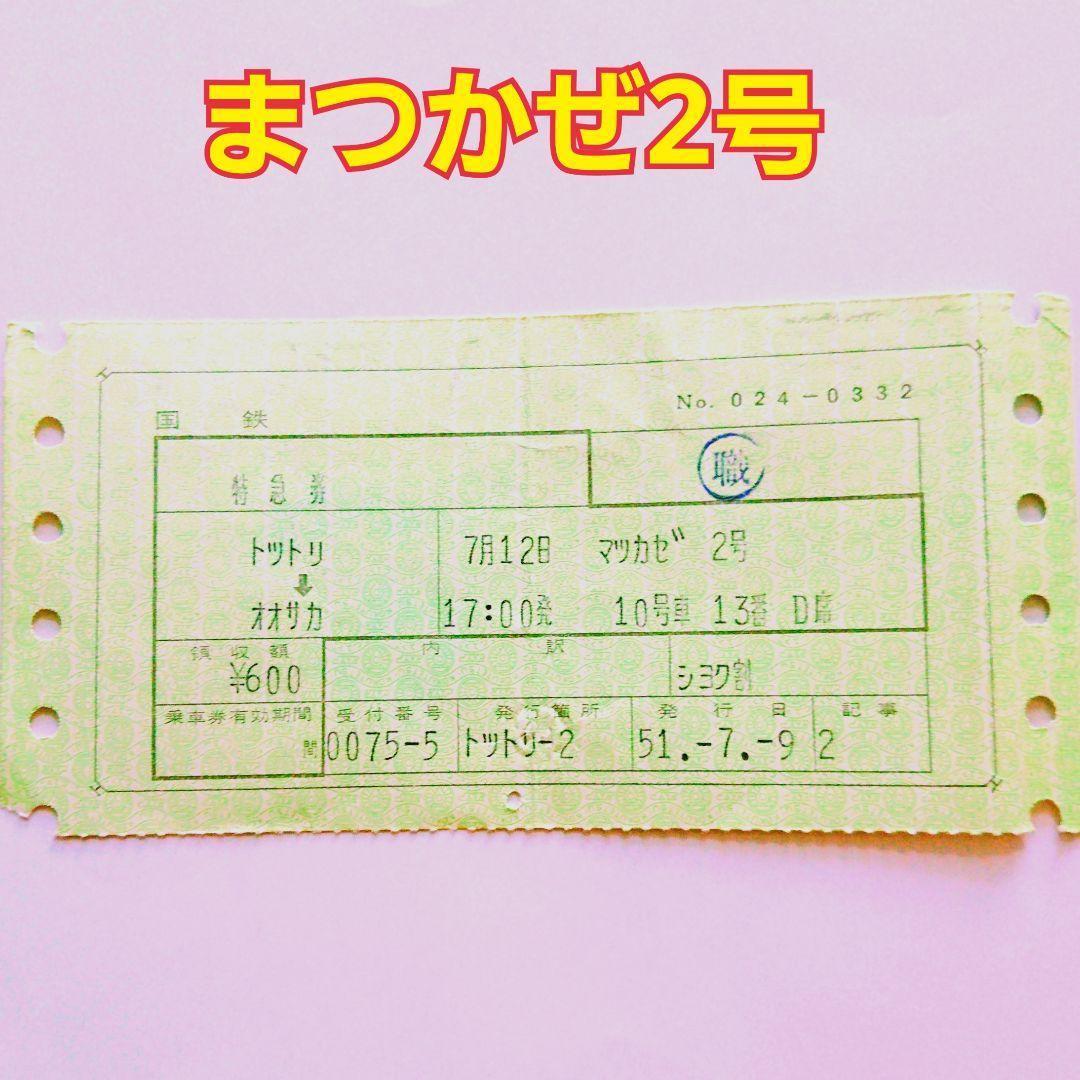 まつかぜ2号
No. 024-0332
国鉄
職
特急券
トツトリ
↓
オオサカ
7月12日 マツカゼ 2号
17:00発 10号車 13番 D席
領収額
¥600
内訳
シヨク割
乗車券有効期間
間
受付番号
0075-5
発行箇所
トツトリ-2
発行日
51.-7.-9
記事
2